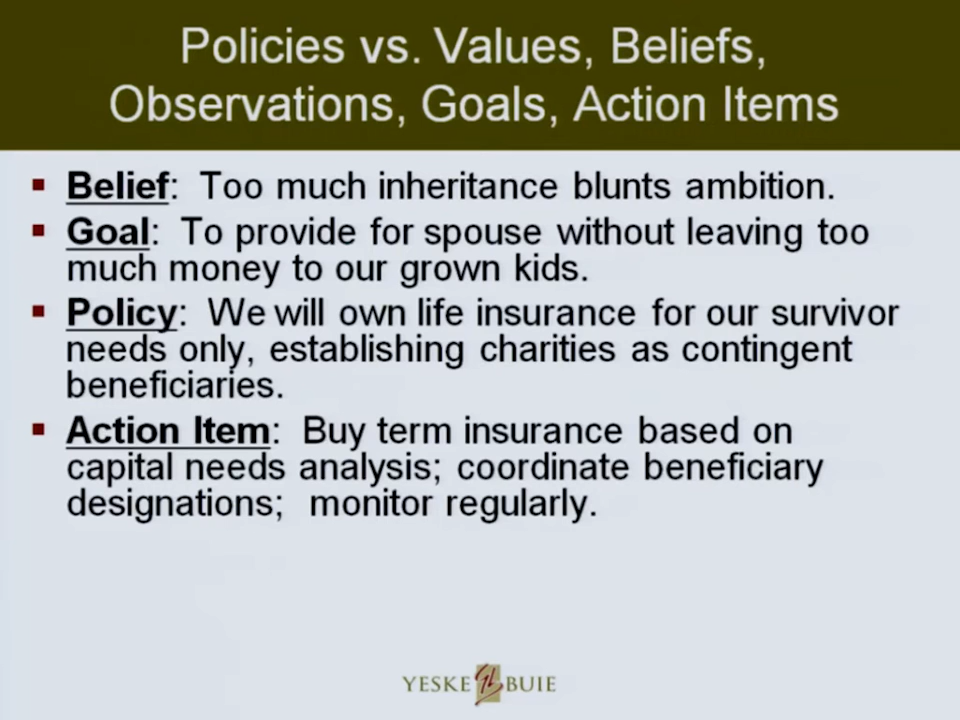 Policies vs. Values, Beliefs,
Observations, Goals, Action Items
Belief: Too much inheritance blunts ambition.
Goal: To provide for spouse without leaving too
much money to our grown kids.
Policy: We will own life insurance for our survivor
needs only, establishing charities as contingent
beneficiaries.
Action Item: Buy term insurance based on
capital needs analysis; coordinate beneficiary
designations; monitor regularly.
YESKE BUIE